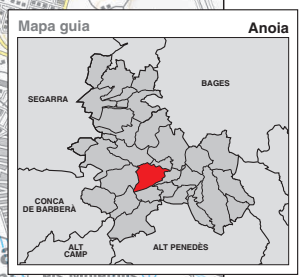 Mapa guia
Anoia
BAGES
SEGARRA
CONCA
DE BARBERÀ
ALT
CAMP
ALT PENEDÈS